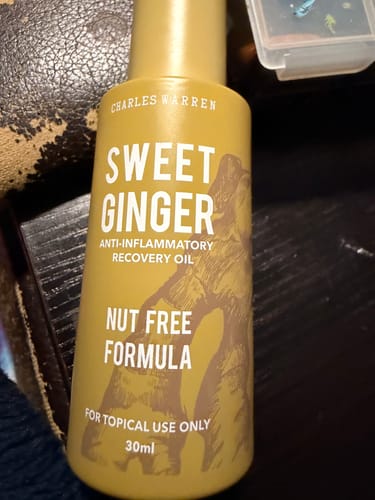 CHARLES WARREN
SWEET
GINGER
ANTI-INFLAMMATORY
RECOVERY OIL
NUT FREE
FORMULA
FOR TOPICAL USE ONLY
30ml